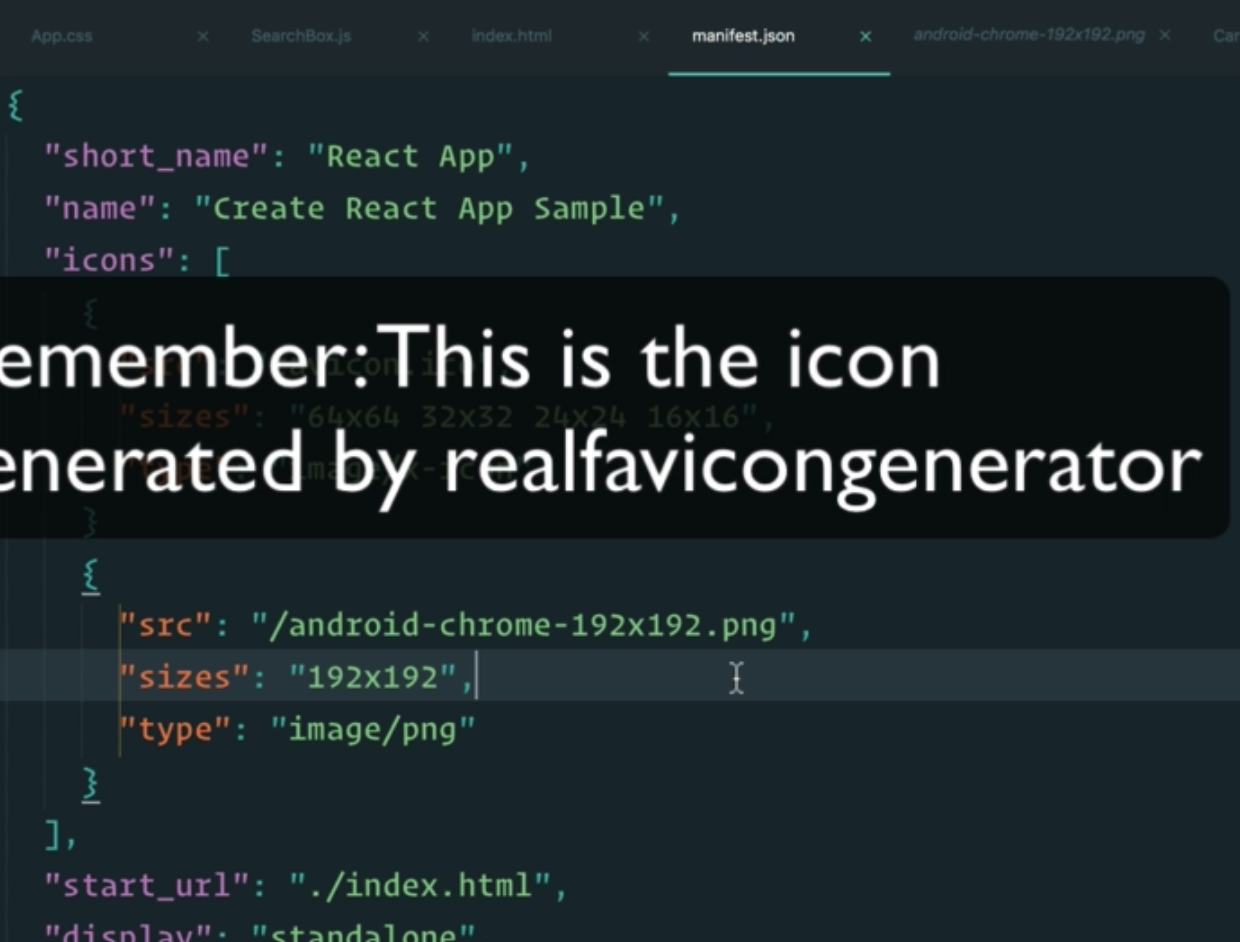 App.css × SearchBox.js × index.html × manifest.json × android-chrome-192x192.png × Car
{
"short_name": "React App",
"name": "Create React App Sample",
"icons": [
{
emember:This is the icon
"sizes": "64x64 32x32 24x24 16x16",
enerated by realfavicongenerator
}
{
"src": "/android-chrome-192x192.png",
"sizes": "192x192",
"type": "image/png"
}
],
"start_url": "./index.html",
"display": "standalone"